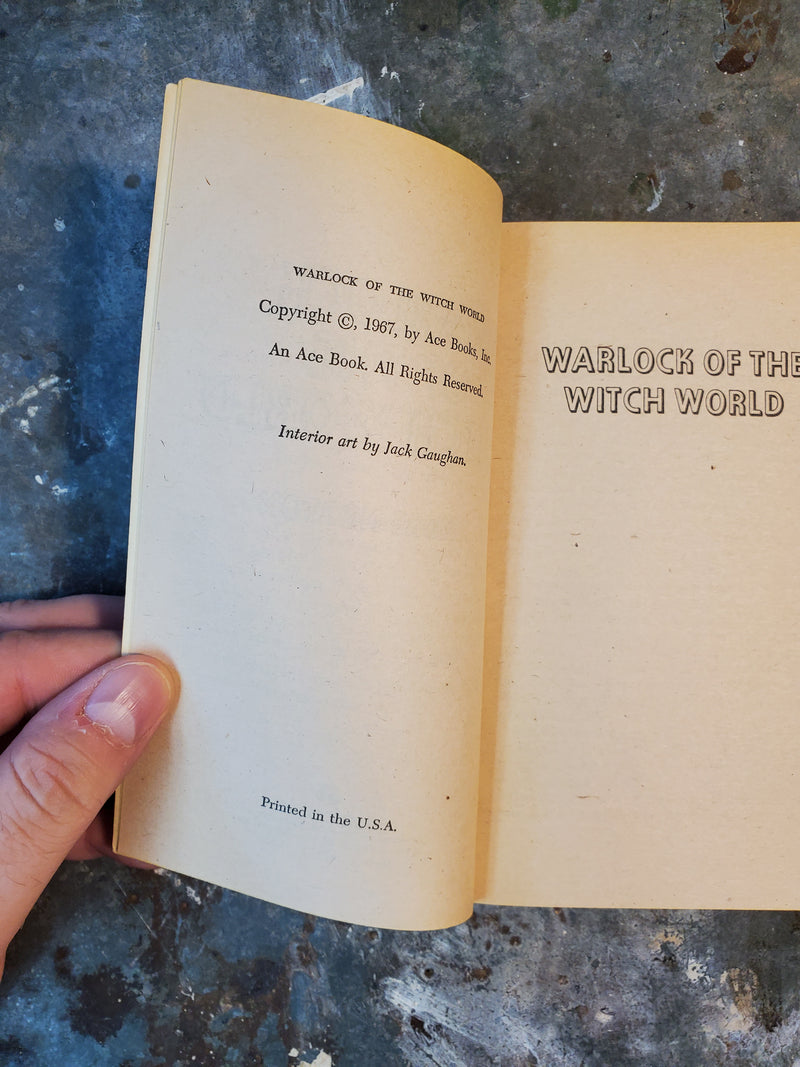 WARLOCK OF THE WITCH WORLD
Copyright ©, 1967, by Ace Books, Inc.
An Ace Book. All Rights Reserved.
Interior art by Jack Gaughan.
Printed in the U.S.A.
WARLOCK OF THE
WITCH WORLD